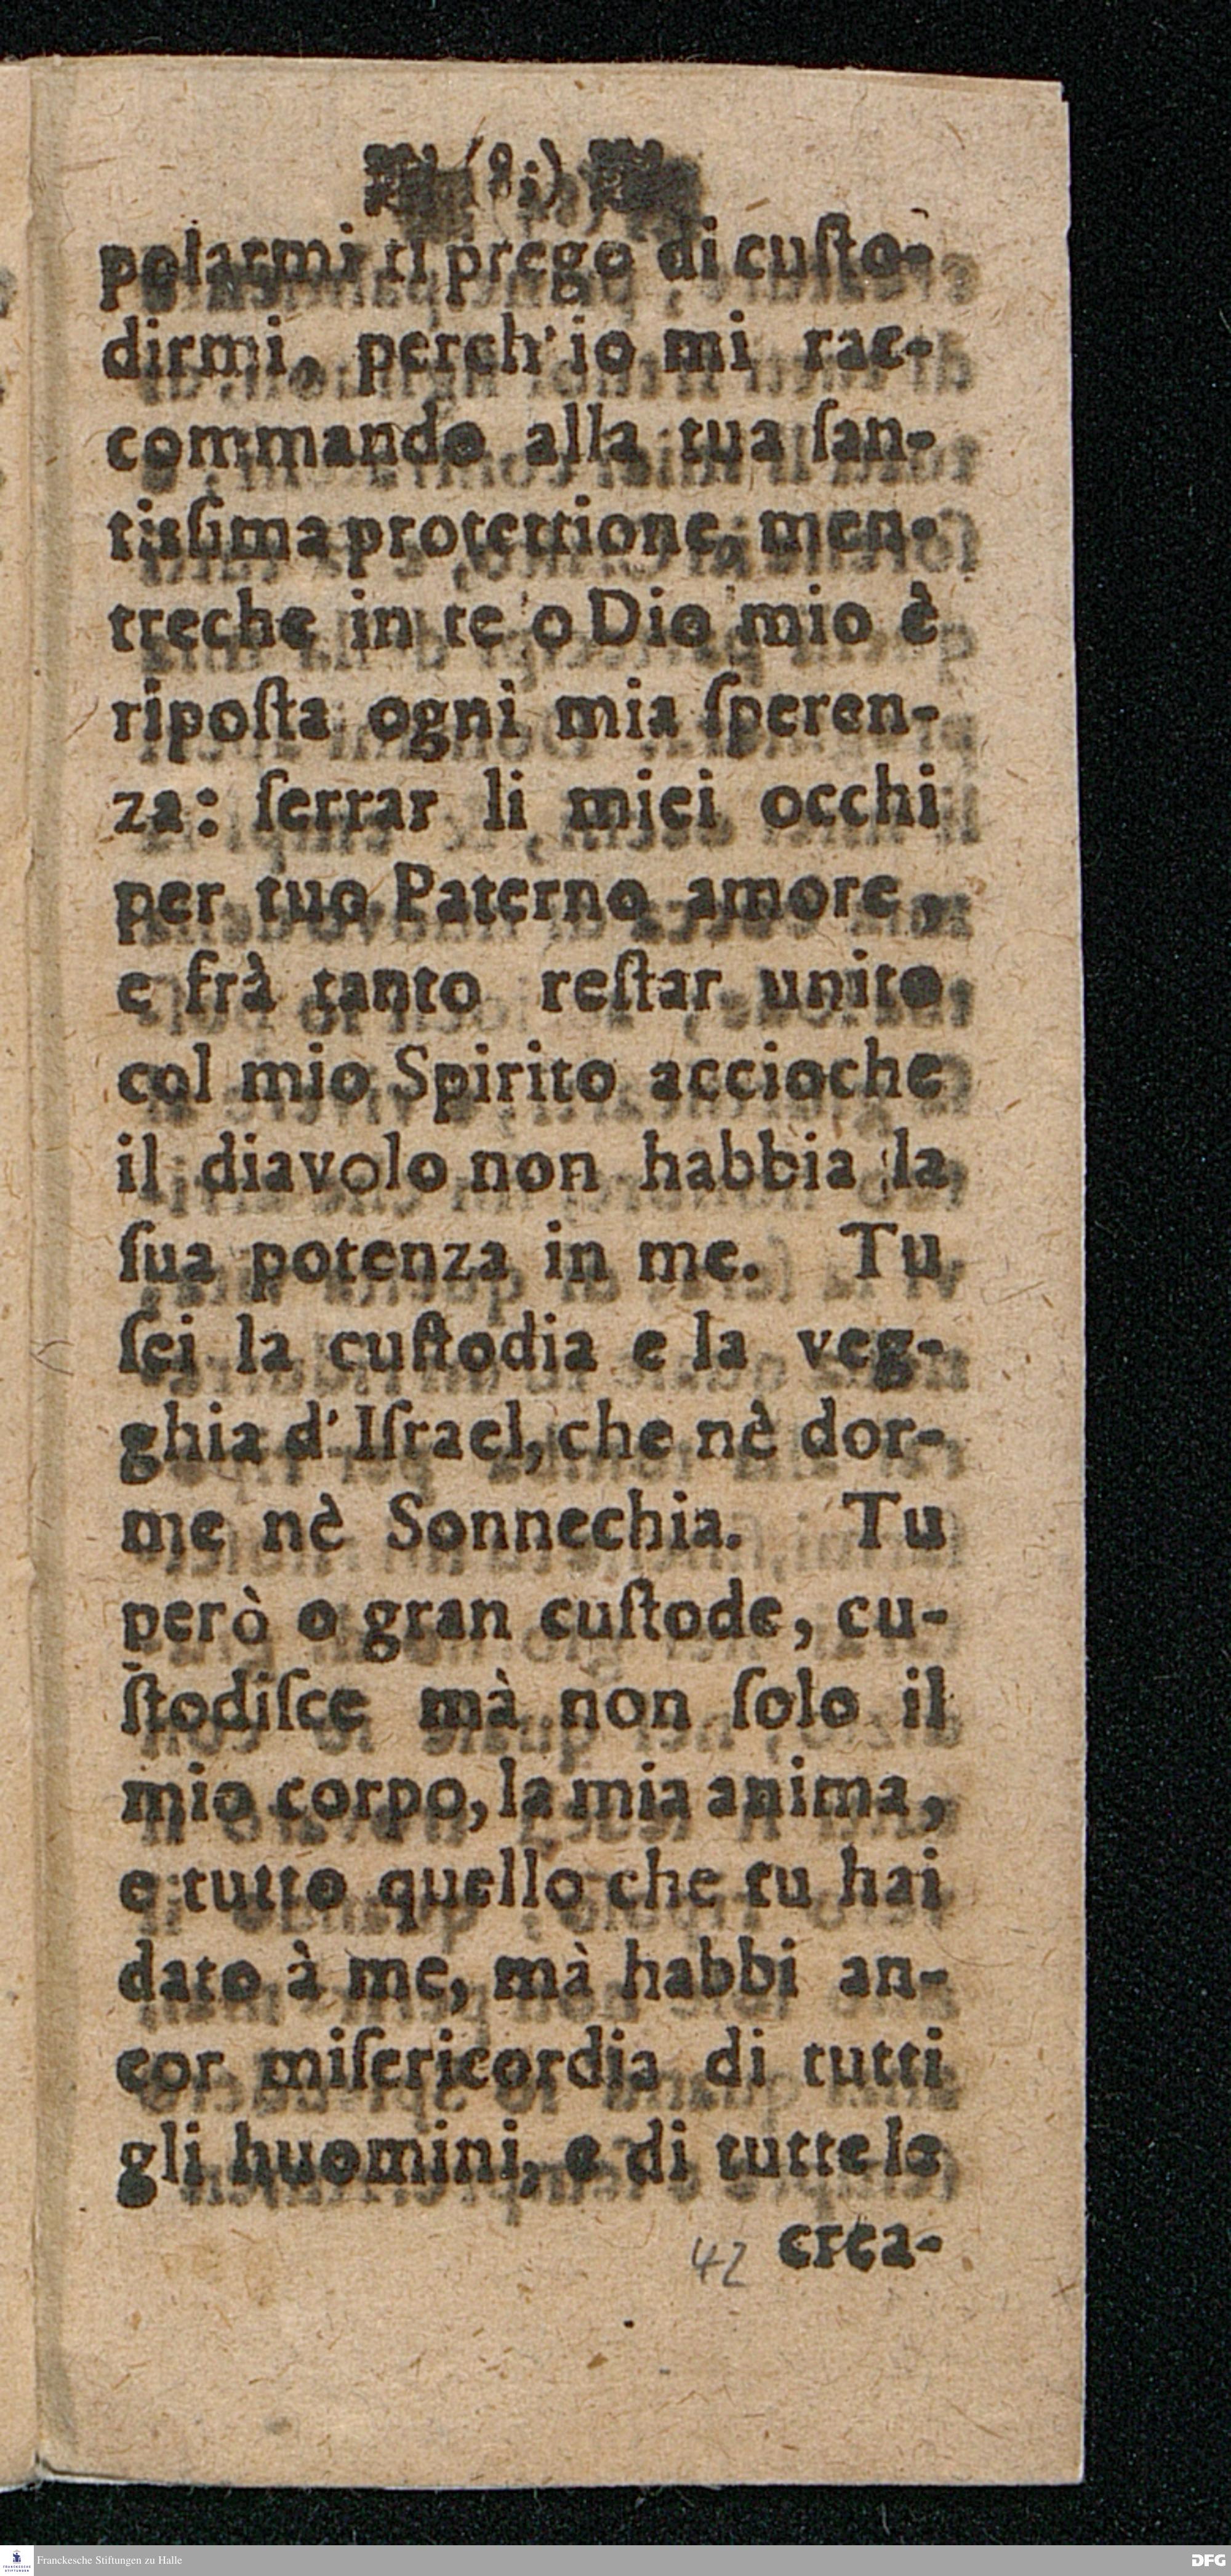 (8i)
polarmi ti prego di cuſto-
dirmi, perch' io mi rac-
commando alla tua ſan-
tisſima protettione, men-
treche in te o Dio mio è
ripoſta ogni mia ſperen-
za: ſerrar li miei occhi
per tuo Paterno amore,
e frà tanto reſtar unito
col mio Spirito accioche
il diavolo non habbia la
ſua potenza in me. Tu
ſei la cuſtodia e la veg-
ghia d' Iſrael, che nè dor-
me nè Sonnechia. Tu
però o gran cuſtode, cu-
ſtodiſce mà non ſolo il
mio corpo, la mia anima,
e tutto quello che tu hai
dato à me, mà habbi an-
cor miſericordia di tutti
gli huomini, e di tutte le
crea-
42
Franckesche Stiftungen zu Halle
DFG